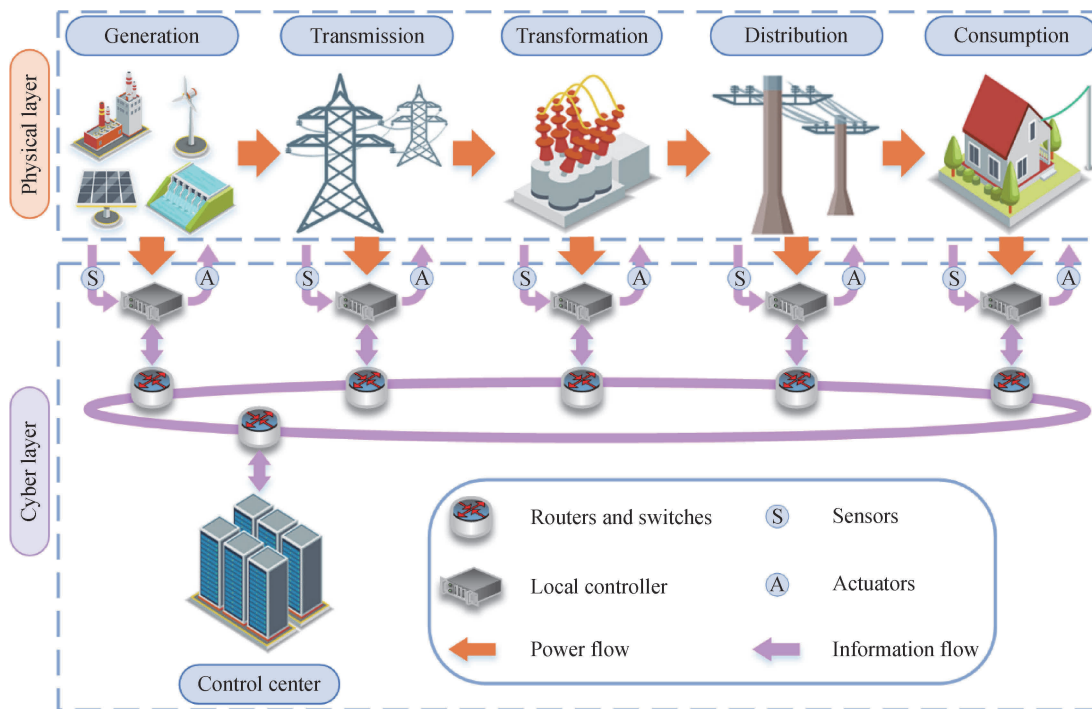 Generation
Transmission
Transformation
Distribution
Consumption
Physical layer
S
A
S
A
S
A
S
A
S
A
Cyber layer
Routers and switches
S
Sensors
Local controller
A
Actuators
Power flow
Information flow
Control center